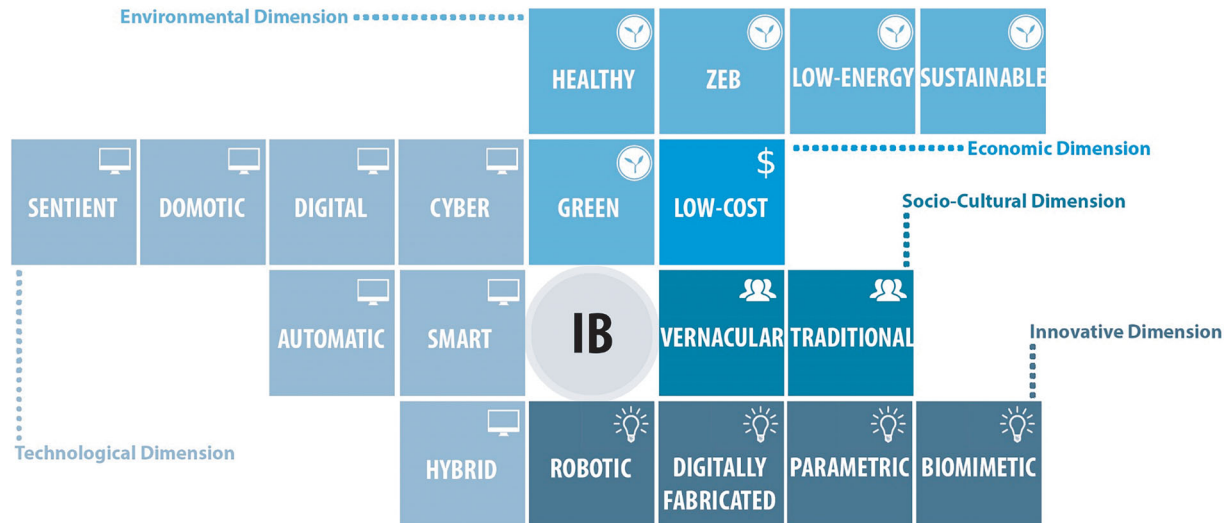 Environmental Dimension
HEALTHY
ZEB
LOW-ENERGY
SUSTAINABLE
SENTIENT
DOMOTIC
DIGITAL
CYBER
GREEN
$
LOW-COST
Economic Dimension
Socio-Cultural Dimension
AUTOMATIC
SMART
IB
VERNACULAR
TRADITIONAL
Innovative Dimension
Technological Dimension
HYBRID
ROBOTIC
DIGITALLY
FABRICATED
PARAMETRIC
BIOMIMETIC